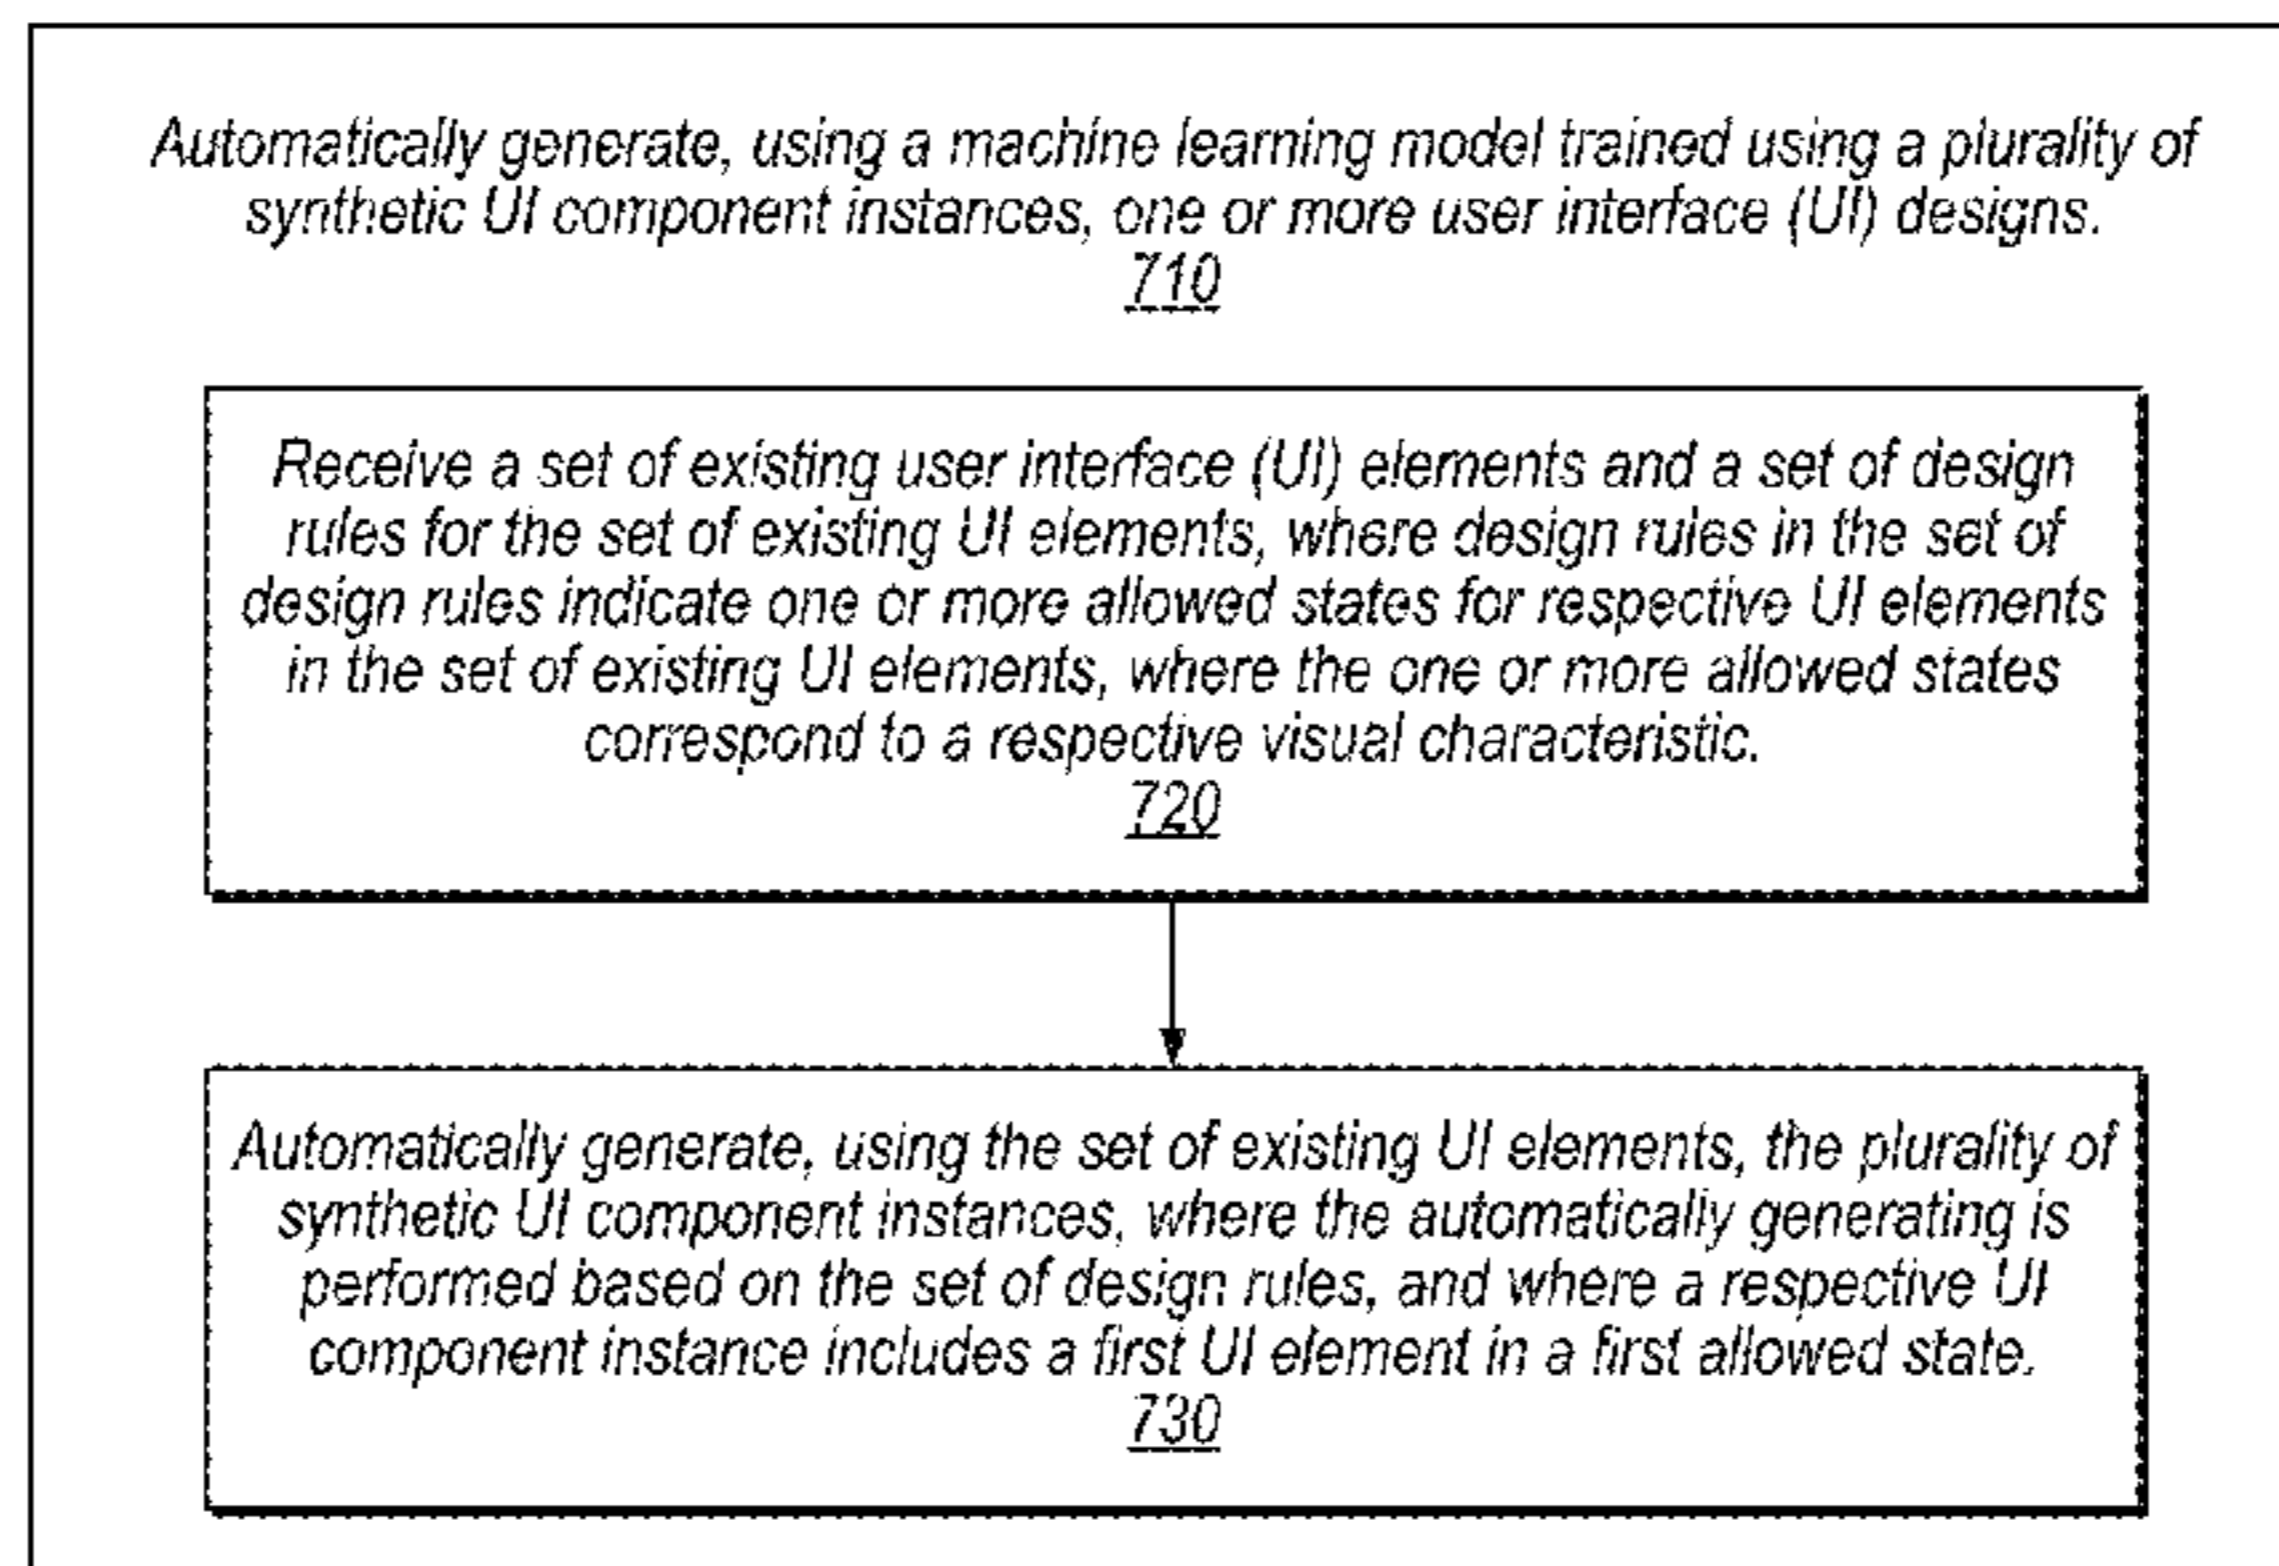 Automatically generate, using a machine learning model trained using a plurality of
synthetic UI component instances, one or more user interface (UI) designs.
710
Receive a set of existing user interface (UI) elements and a set of design
rules for the set of existing UI elements, where design rules in the set of
design rules indicate one or more allowed states for respective UI elements
in the set of existing UI elements, where the one or more allowed states
correspond to a respective visual characteristic.
720
Automatically generate, using the set of existing UI elements, the plurality of
synthetic UI component instances, where the automatically generating is
performed based on the set of design rules, and where a respective UI
component instance includes a first UI element in a first allowed state.
730